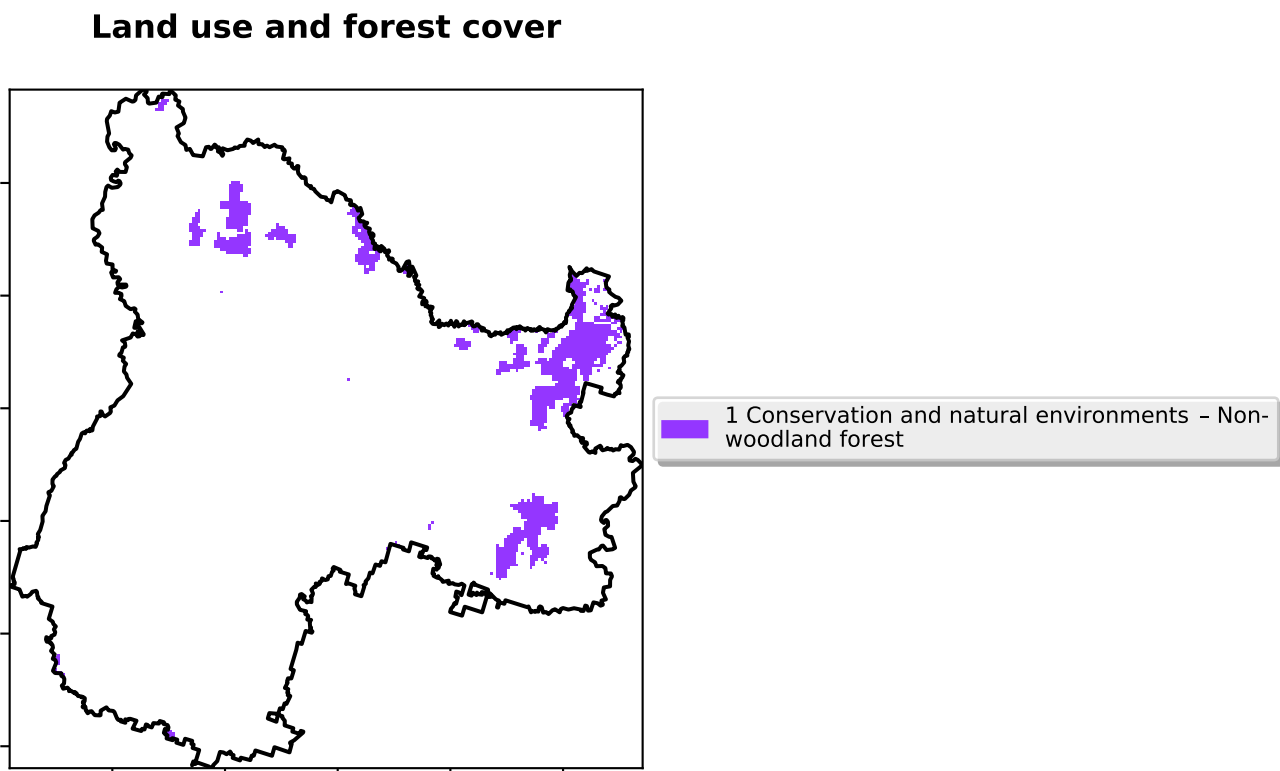 Land use and forest cover
1 Conservation and natural environments – Non-
woodland forest